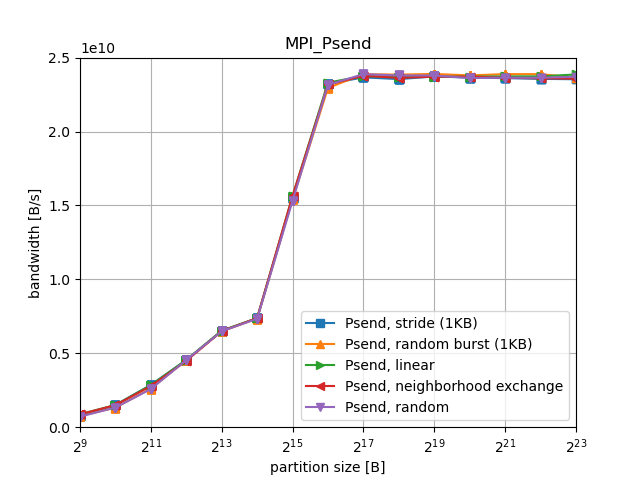 MPI_Psend
1e10
2.5
2.0
1.5
1.0
0.5
0.0
bandwidth [B/s]
Psend, stride (1KB)
Psend, random burst (1KB)
Psend, linear
Psend, neighborhood exchange
Psend, random
2^9 2^11 2^13 2^15 2^17 2^19 2^21 2^23
partition size [B]